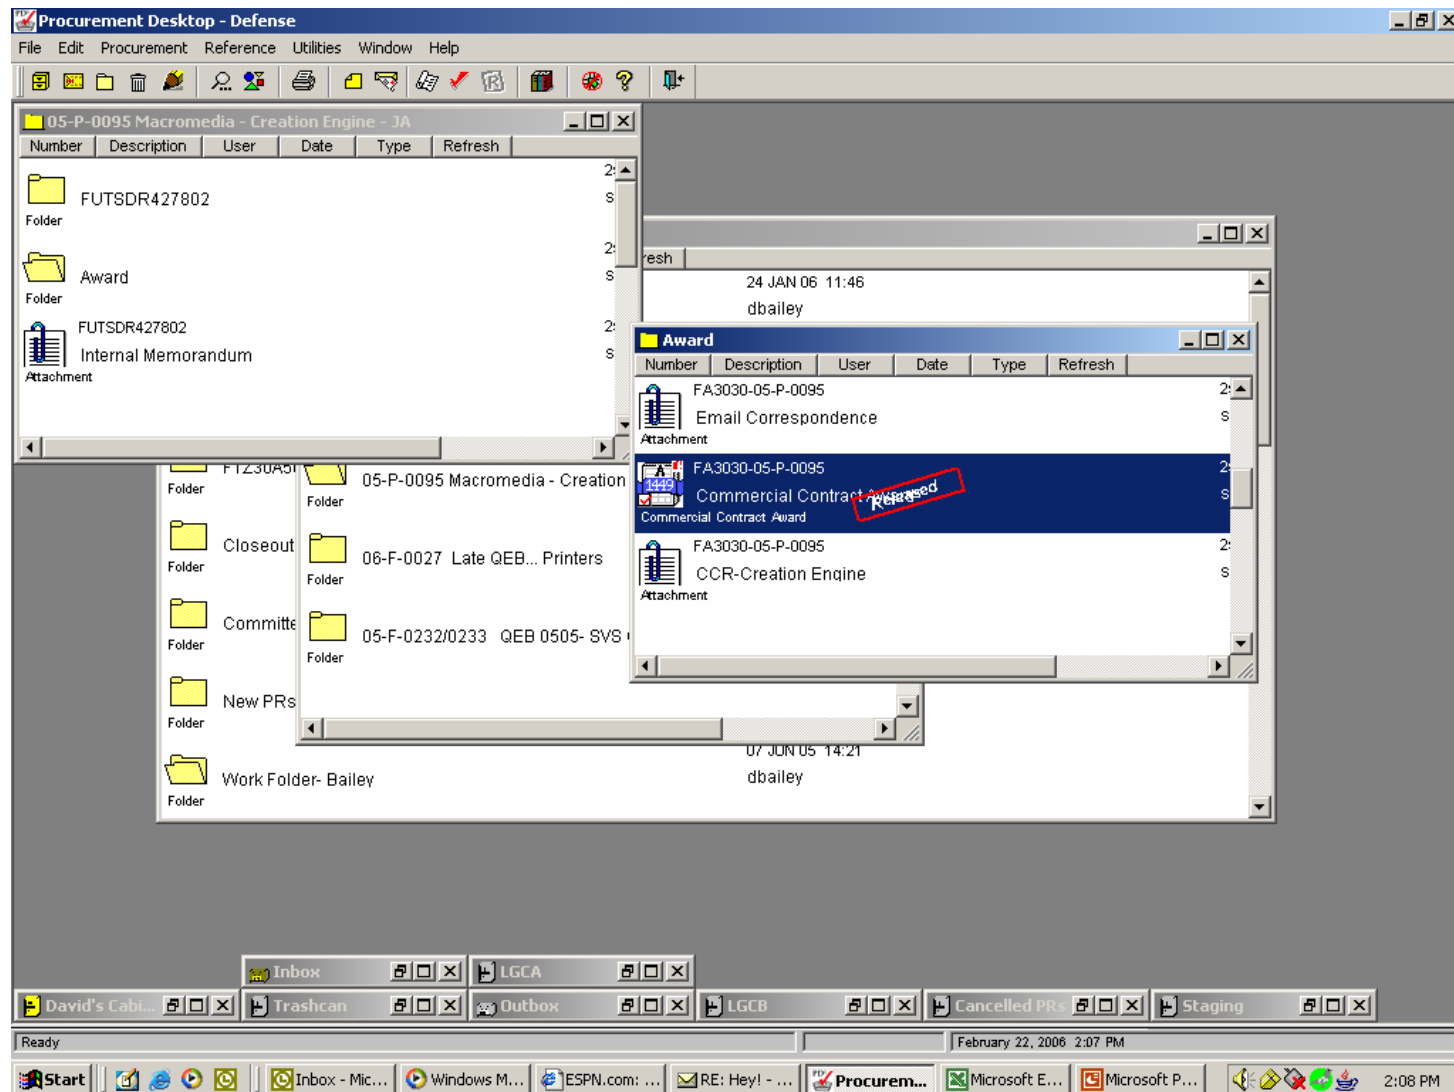 Procurement Desktop - Defense
File Edit Procurement Reference Utilities Window Help
05-P-0095 Macromedia - Creation Engine - JA
Number Description User Date Type Refresh
FUTSDR427802
Folder
Award
Folder
FUTSDR427802
Internal Memorandum
Attachment
24 JAN 06 11:46
dbailey
Award
Number Description User Date Type Refresh
FA3030-05-P-0095
Email Correspondence
Attachment
FA3030-05-P-0095
1449
Commercial Contract
Released
Commercial Contract Award
FA3030-05-P-0095
CCR-Creation Engine
Attachment
Folder
05-P-0095 Macromedia - Creation
Folder
Closeout
Folder
06-F-0027 Late QEB... Printers
Folder
Committe
Folder
05-F-0232/0233 QEB 0505- SVS
Folder
New PRs
Folder
07 JUN 05 14:21
Work Folder- Bailey
dbailey
Folder
Inbox LGCA
David's Cabi... Trashcan Outbox LGCB Cancelled PRs Staging
Ready February 22, 2006 2:07 PM
Start Inbox - Mic... Windows M... ESPN.com: ... RE: Hey! - ... Procurem... Microsoft E... Microsoft P... 2:08 PM